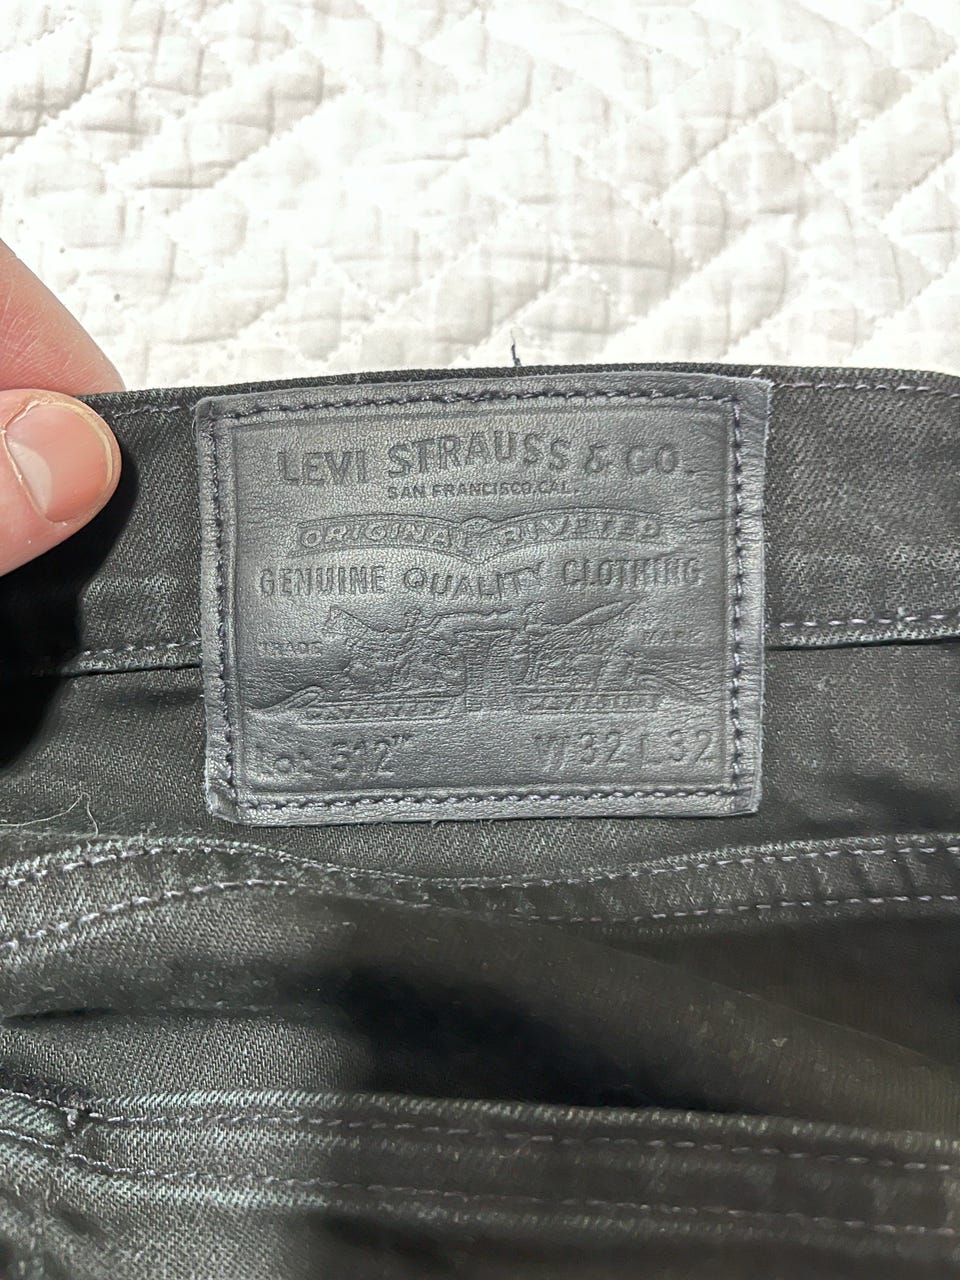 LEVI STRAUSS & CO.
SAN FRANCISCO, CAL.
ORIGINAL RIVETED
GENUINE QUALITY CLOTHING
TRADE MARK
Lot 512™ W32 L32